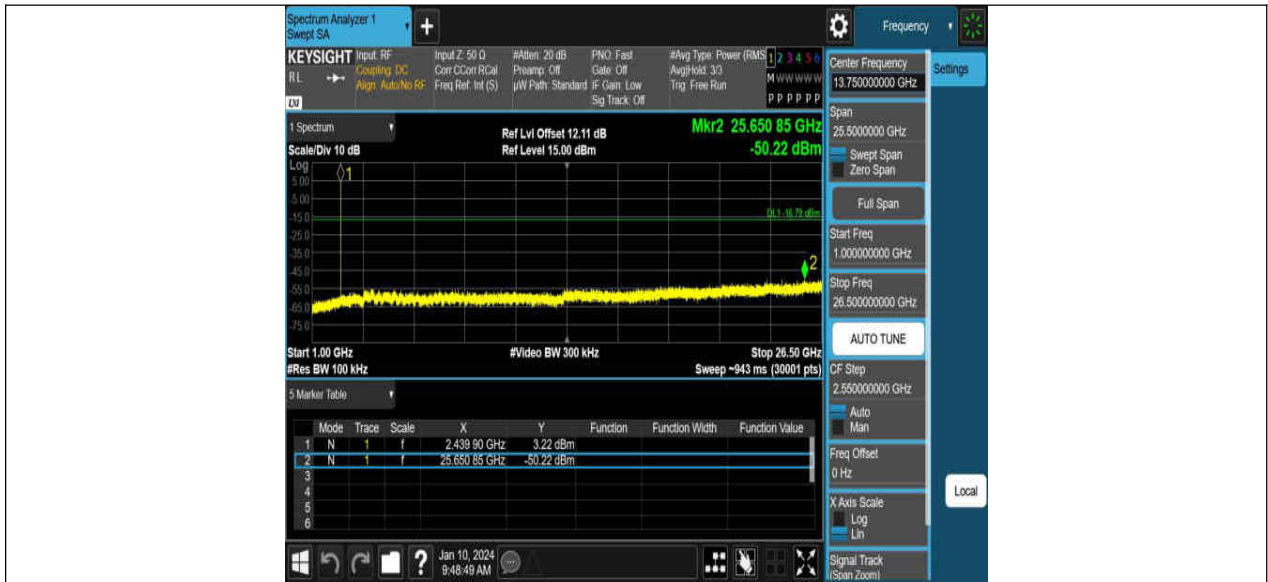 Spectrum Analyzer 1
Swept SA
+
Frequency
KEYSIGHT
RL
LXI
Input: RF
Coupling: DC
Align: Auto/No RF
Input Z: 50 Ω
Corr CCorr RCal
Freq Ref: Int (S)
#Atten: 20 dB
Preamp: Off
µW Path: Standard
PNO: Fast
Gate: Off
IF Gain: Low
Sig Track: Off
#Avg Type: Power (RMS
Avg|Hold: 3/3
Trig: Free Run
1 2 3 4 5 6
M W W W W W
P P P P P P
1 Spectrum
Scale/Div 10 dB
Ref Lvl Offset 12.11 dB
Ref Level 15.00 dBm
Mkr2 25.650 85 GHz
-50.22 dBm
Log
5.00
-5.00
-15.0
-25.0
-35.0
-45.0
-55.0
-65.0
-75.0
1
DL1 -16.79 dBm
2
Start 1.00 GHz
#Video BW 300 kHz
Stop 26.50 GHz
#Res BW 100 kHz
Sweep ~943 ms (30001 pts)
5 Marker Table
Mode Trace Scale X Y Function Function Width Function Value
1 N 1 f 2.439 90 GHz 3.22 dBm
2 N 1 f 25.650 85 GHz -50.22 dBm
3
4
5
6
?
Jan 10, 2024
9:48:49 AM
Center Frequency
13.750000000 GHz
Settings
Span
25.5000000 GHz
Swept Span
Zero Span
Full Span
Start Freq
1.000000000 GHz
Stop Freq
26.500000000 GHz
AUTO TUNE
CF Step
2.550000000 GHz
Auto
Man
Freq Offset
0 Hz
X Axis Scale
Log
Lin
Signal Track
(Span Zoom)
Local